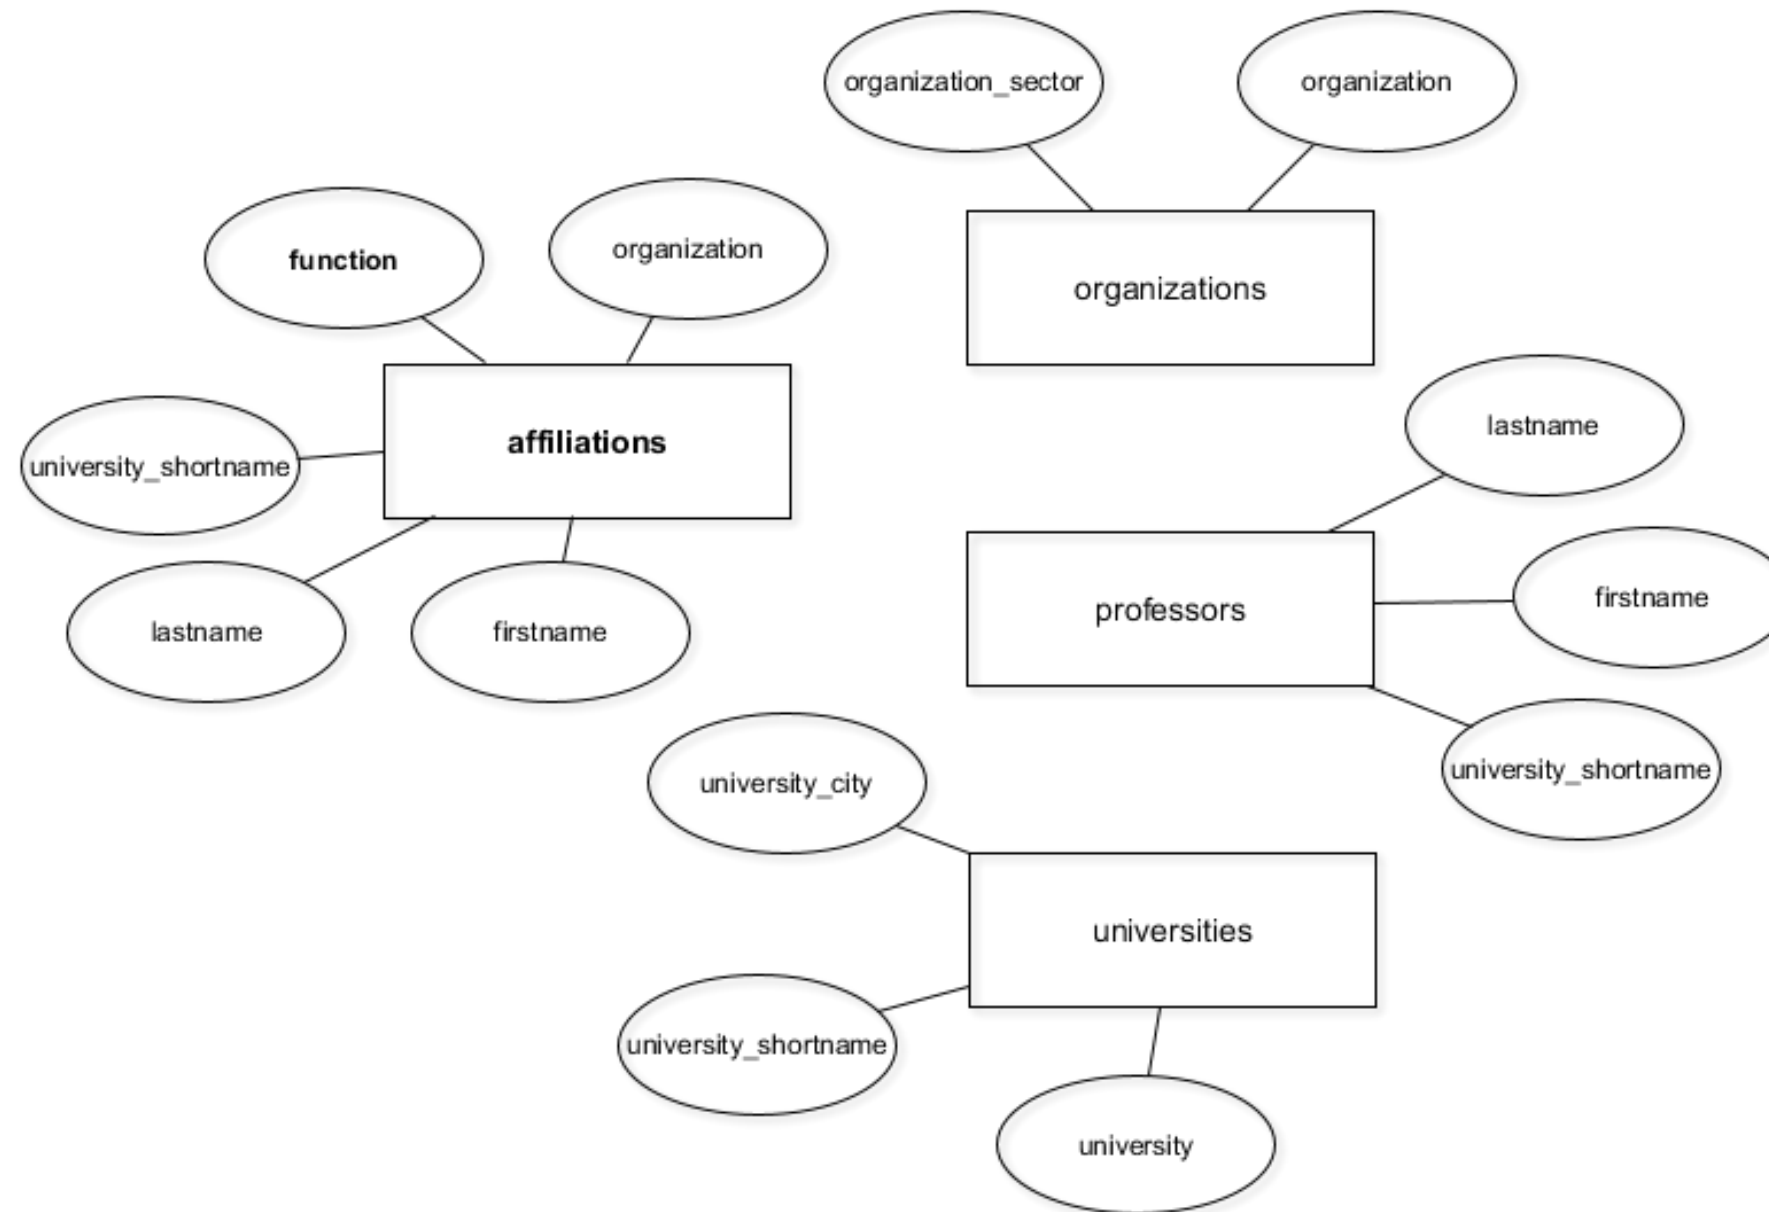 organization_sector
organization
function
organization
organizations
affiliations
lastname
university_shortname
firstname
professors
lastname
firstname
university_shortname
university_city
universities
university_shortname
university